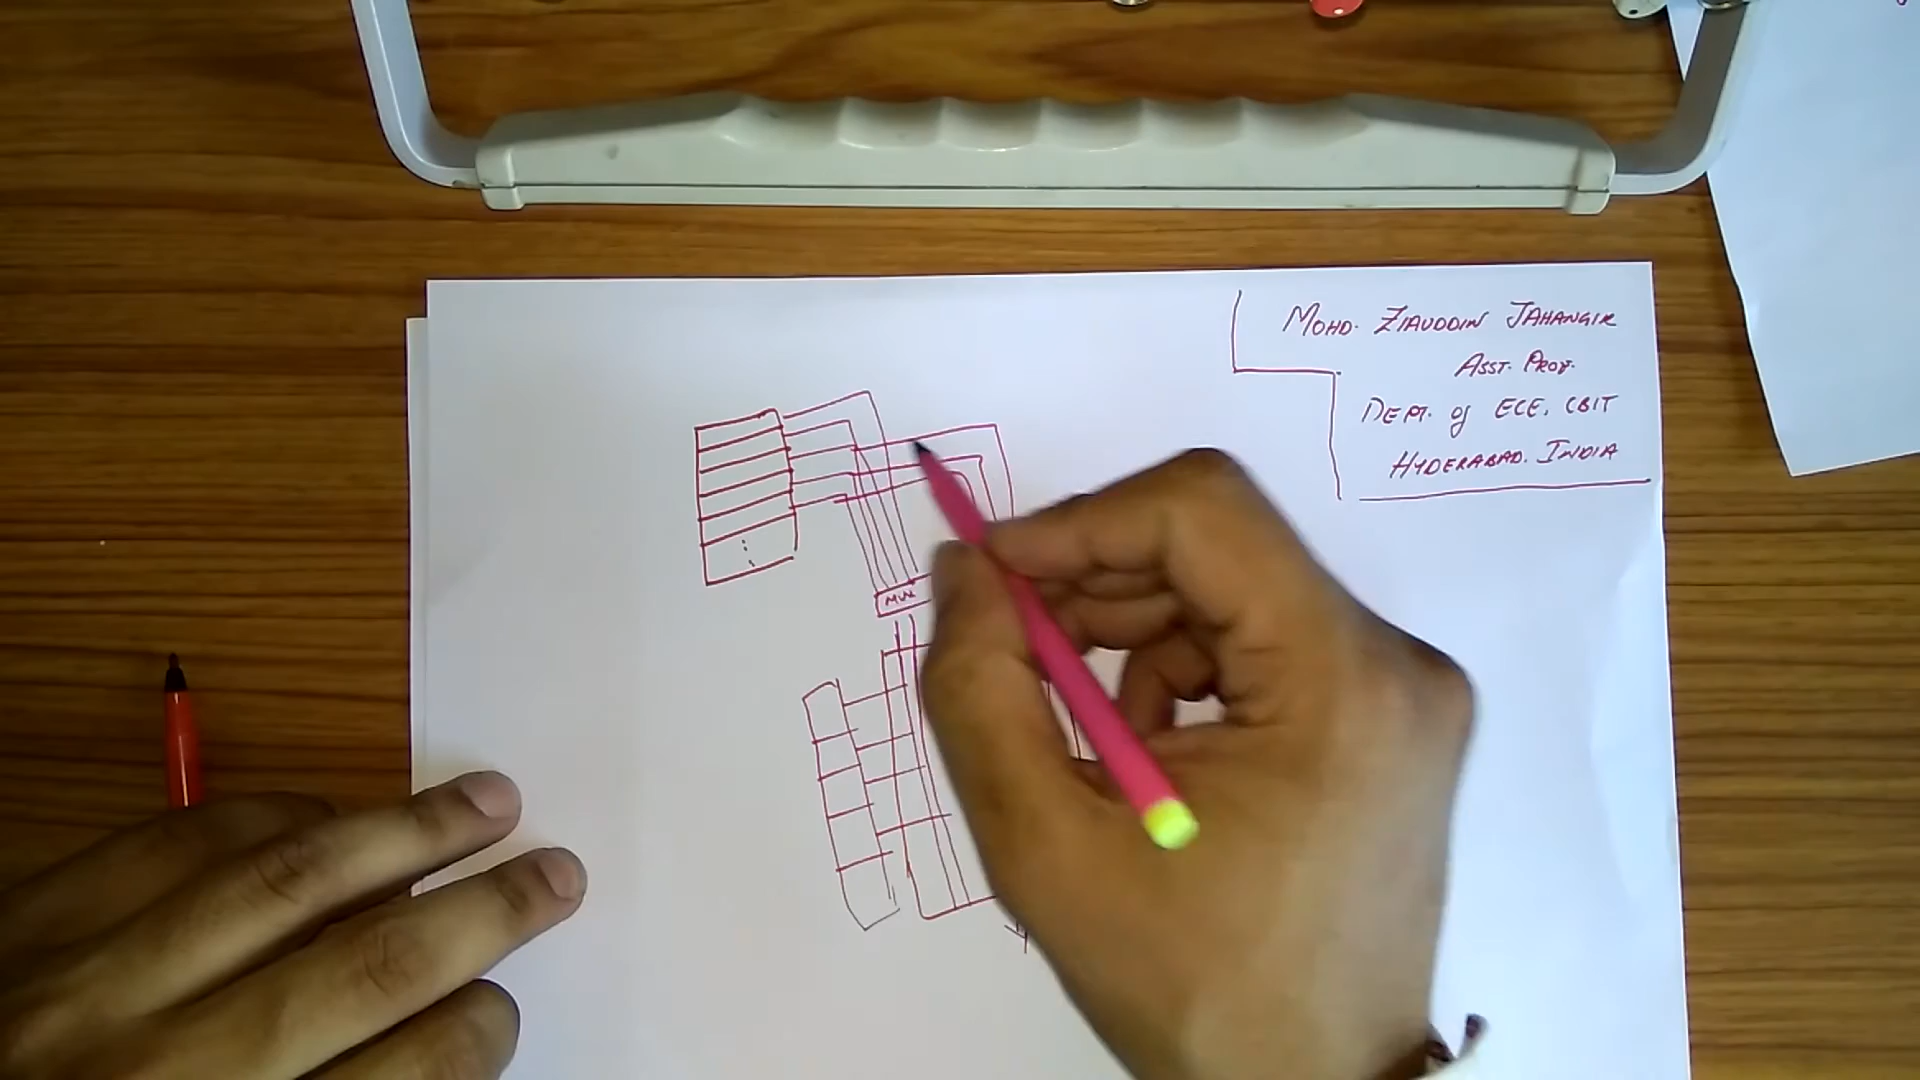 MOHD. ZIAUDDIN JAHANGIR
ASST. PROF.
DEPT. of ECE, CBIT
HYDERABAD. INDIA
MUX